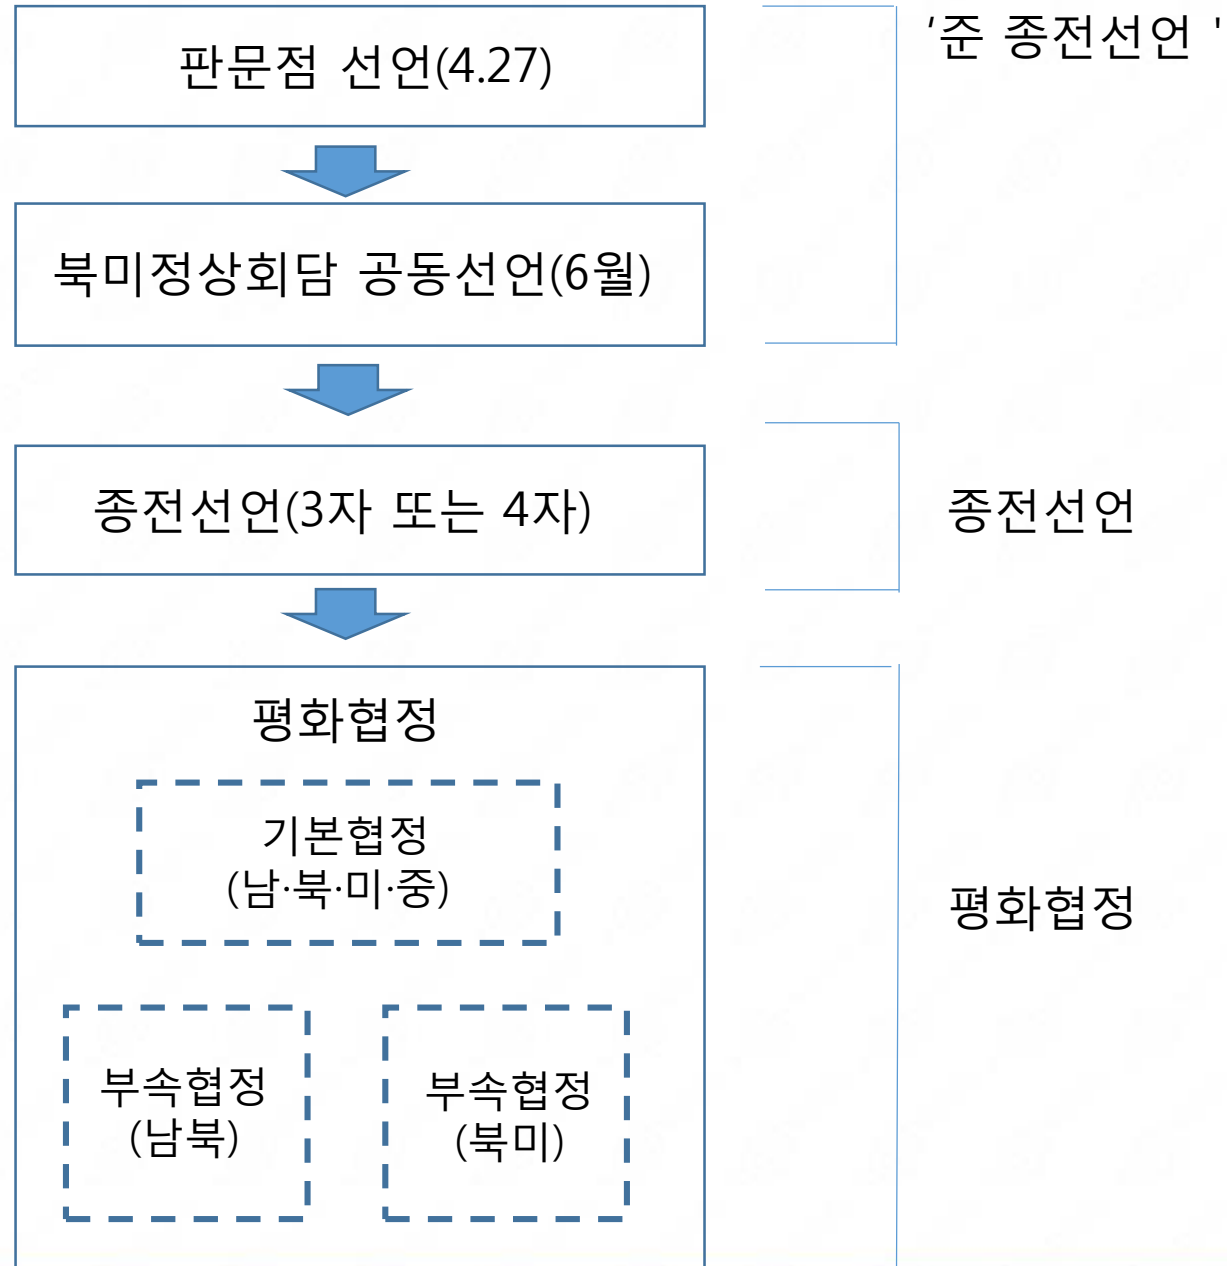 판문점 선언(4.27)
'준 종전선언 '
북미정상회담 공동선언(6월)
종전선언(3자 또는 4자)
종전선언
평화협정
기본협정
(남·북·미·중)
평화협정
부속협정
(남북)
부속협정
(북미)